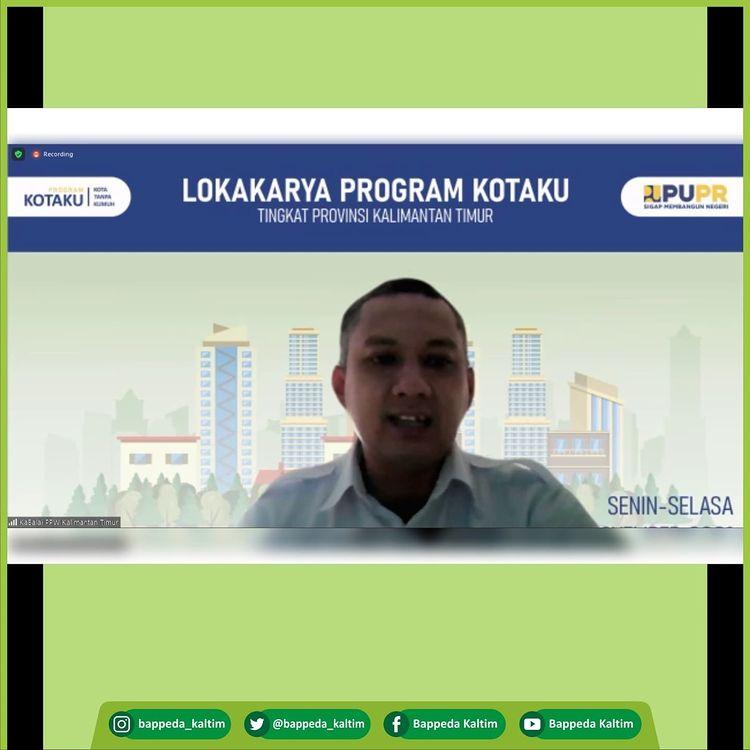 Recording
PROGRAM
KOTAKU
KOTA
TANPA
KUMUH
LOKAKARYA PROGRAM KOTAKU
TINGKAT PROVINSI KALIMANTAN TIMUR
PUPR
SIGAP MEMBANGUN NEGERI
SENIN-SELASA
KaBalai PPW Kalimantan Timur
bappeda_kaltim
@bappeda_kaltim
Bappeda Kaltim
Bappeda Kaltim